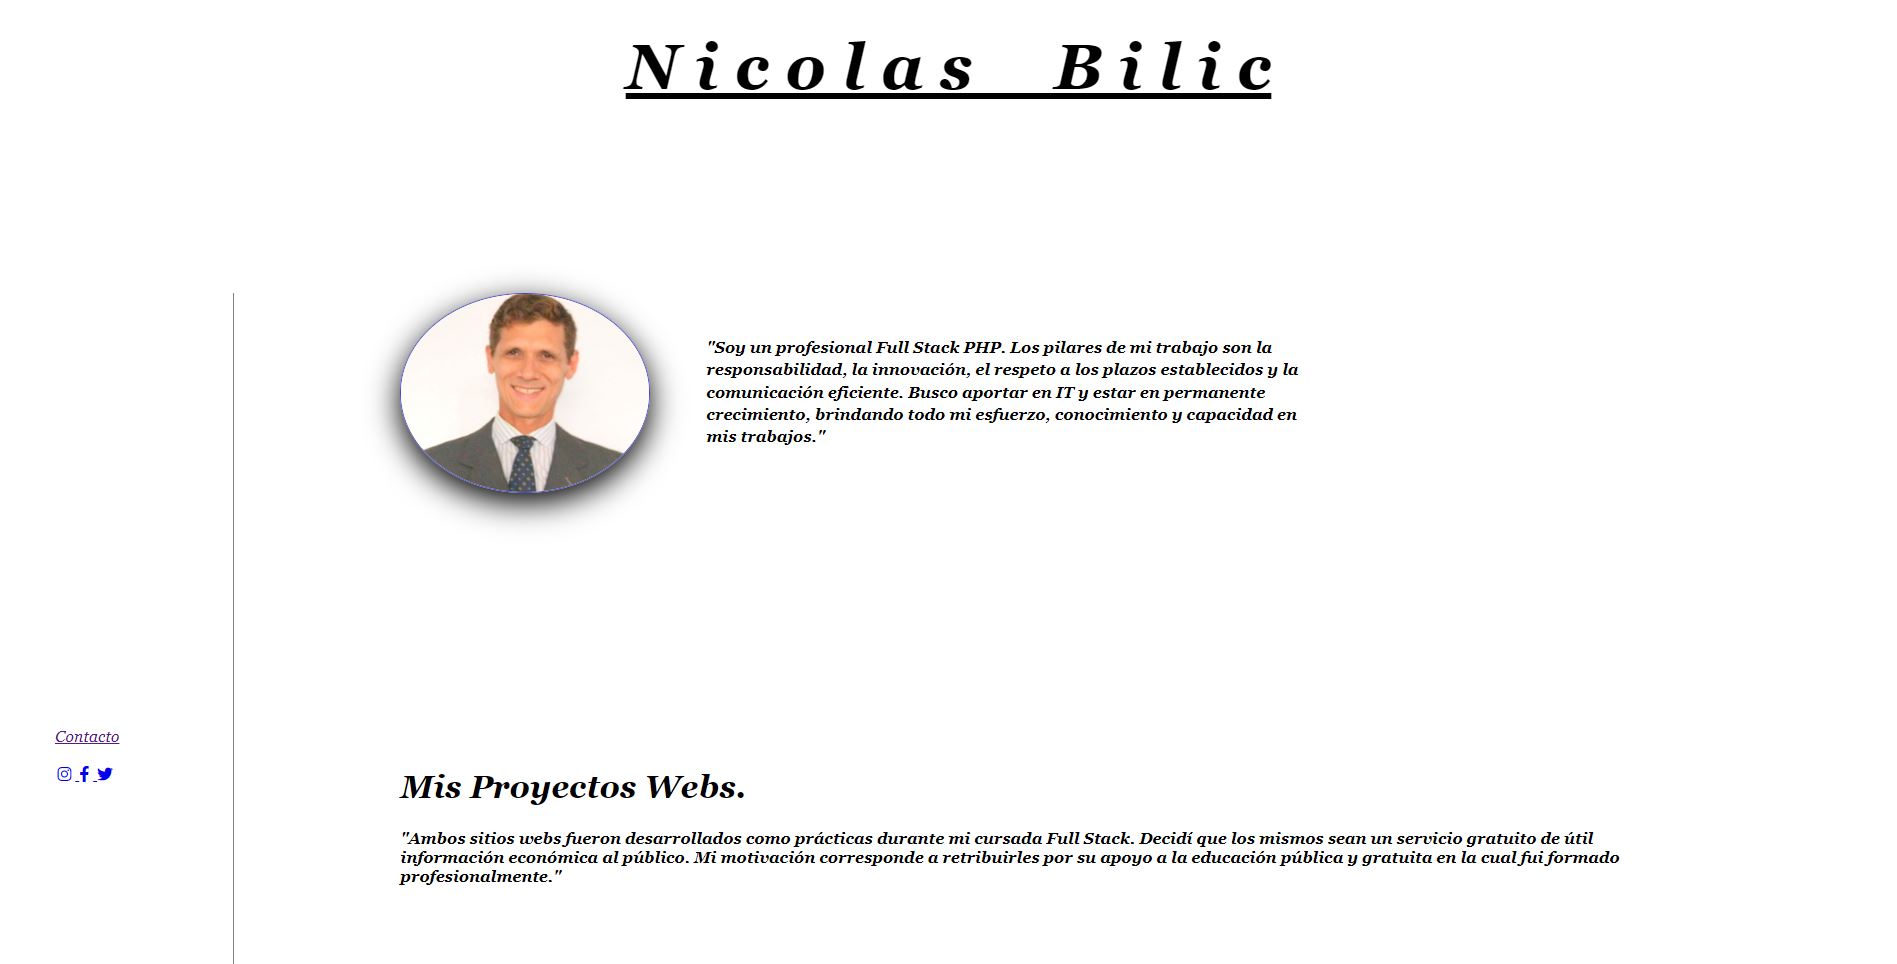 Nicolas Bilic
"Soy un profesional Full Stack PHP. Los pilares de mi trabajo son la
responsabilidad, la innovación, el respeto a los plazos establecidos y la
comunicación eficiente. Busco aportar en IT y estar en permanente
crecimiento, brindando todo mi esfuerzo, conocimiento y capacidad en
mis trabajos."
Contacto
Mis Proyectos Webs.
"Ambos sitios webs fueron desarrollados como prácticas durante mi cursada Full Stack. Decidí que los mismos sean un servicio gratuito de útil
información económica al público. Mi motivación corresponde a retribuirles por su apoyo a la educación pública y gratuita en la cual fui formado
profesionalmente."